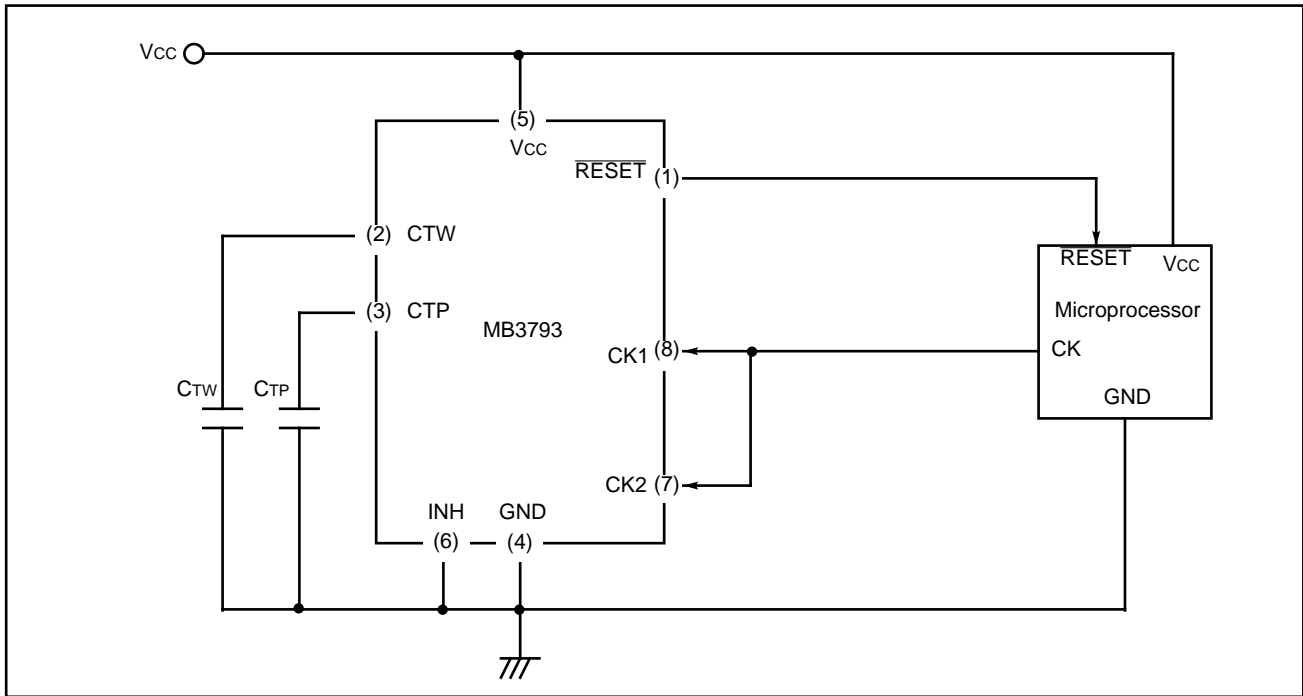 VCC
(5)
VCC
RESET (1)
(2) CTW
RESET
VCC
(3) CTP
Microprocessor
MB3793
CK1 (8)
CK
CTW
CTP
GND
CK2 (7)
INH
GND
(6)
(4)